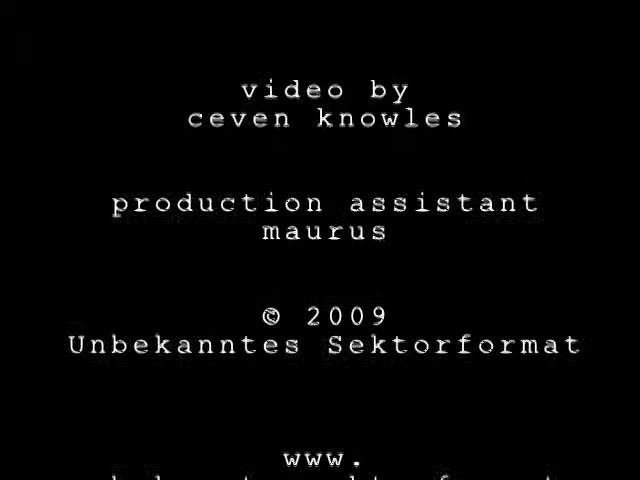 video by
ceven knowles
production assistant
maurus
© 2009
Unbekanntes Sektorformat
www.